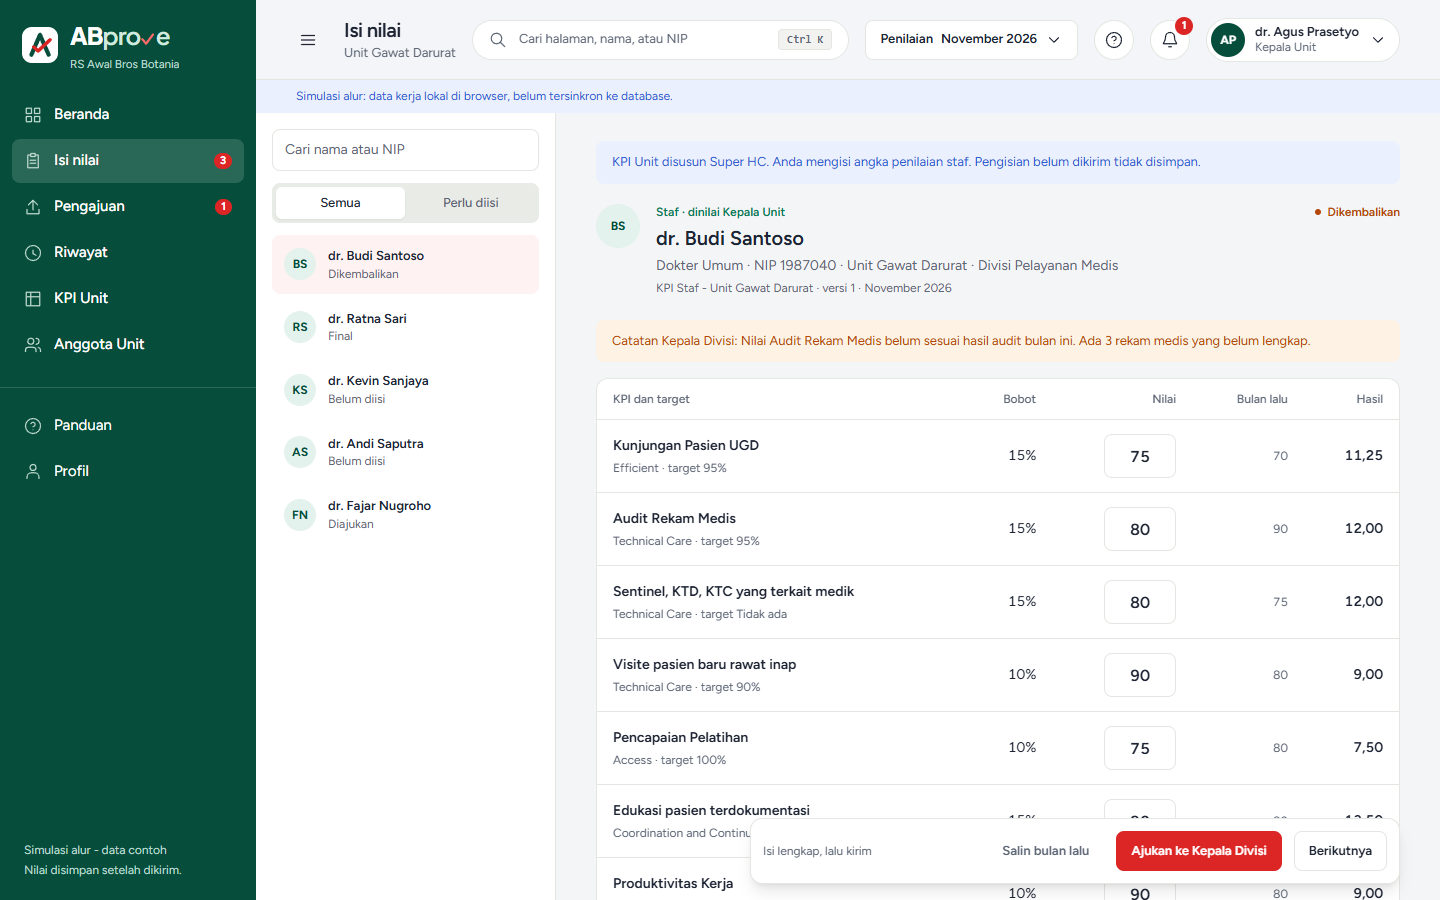 ABprove
RS Awal Bros Botania
Beranda
Isi nilai 3
Pengajuan 1
Riwayat
KPI Unit
Anggota Unit
Panduan
Profil
Simulasi alur - data contoh
Nilai disimpan setelah dikirim.
Isi nilai
Unit Gawat Darurat
Cari halaman, nama, atau NIP Ctrl K
Penilaian November 2026
1
AP
dr. Agus Prasetyo
Kepala Unit
Simulasi alur: data kerja lokal di browser, belum tersinkron ke database.
Cari nama atau NIP
Semua Perlu diisi
BS
dr. Budi Santoso
Dikembalikan
RS
dr. Ratna Sari
Final
KS
dr. Kevin Sanjaya
Belum diisi
AS
dr. Andi Saputra
Belum diisi
FN
dr. Fajar Nugroho
Diajukan
KPI Unit disusun Super HC. Anda mengisi angka penilaian staf. Pengisian belum dikirim tidak disimpan.
BS
Staf · dinilai Kepala Unit
Dikembalikan
dr. Budi Santoso
Dokter Umum · NIP 1987040 · Unit Gawat Darurat · Divisi Pelayanan Medis
KPI Staf - Unit Gawat Darurat · versi 1 · November 2026
Catatan Kepala Divisi: Nilai Audit Rekam Medis belum sesuai hasil audit bulan ini. Ada 3 rekam medis yang belum lengkap.
KPI dan target Bobot Nilai Bulan lalu Hasil
Kunjungan Pasien UGD
Efficient · target 95%
15% 75 70 11,25
Audit Rekam Medis
Technical Care · target 95%
15% 80 90 12,00
Sentinel, KTD, KTC yang terkait medik
Technical Care · target Tidak ada
15% 80 75 12,00
Visite pasien baru rawat inap
Technical Care · target 90%
10% 90 80 9,00
Pencapaian Pelatihan
Access · target 100%
10% 75 80 7,50
Edukasi pasien terdokumentasi
Coordination and
Isi lengkap, lalu kirim
Salin bulan lalu
Ajukan ke Kepala Divisi
Berikutnya
Produktivitas Kerja
10% 90 80 9,00